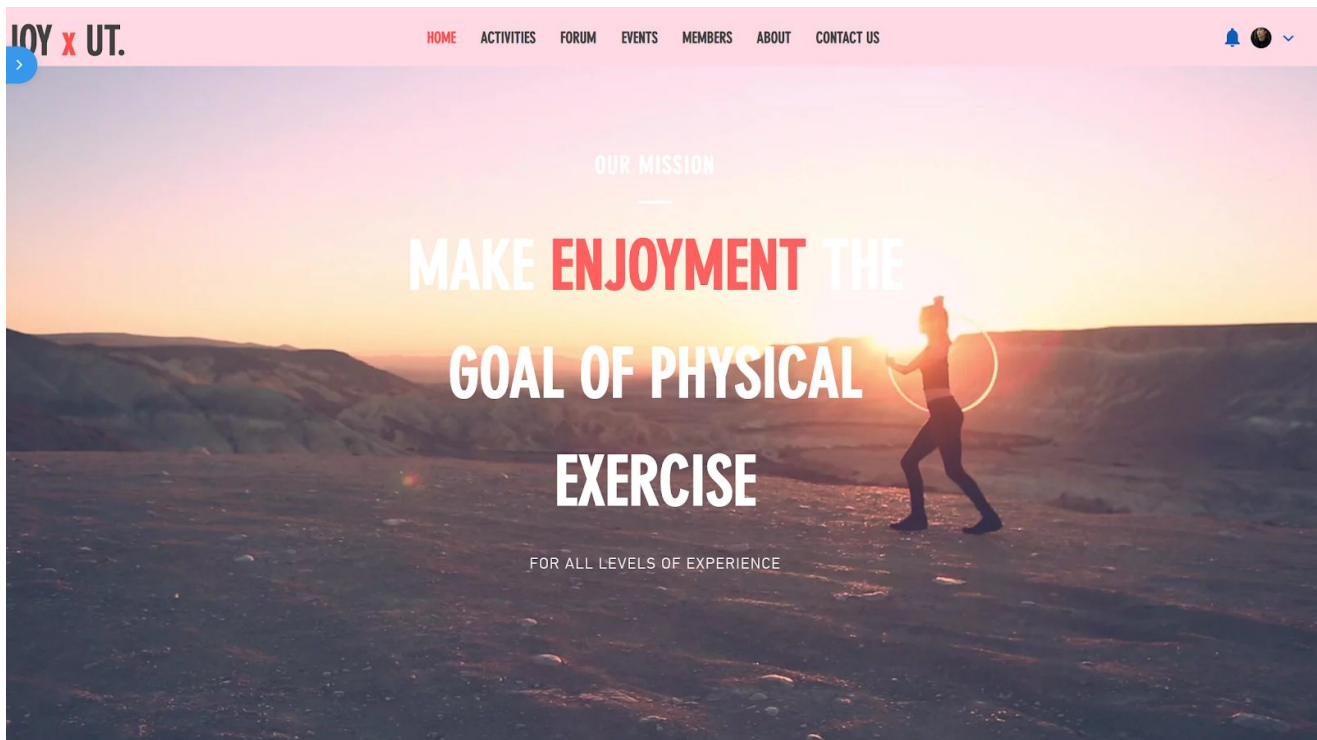 JOY x UT.
HOME ACTIVITIES FORUM EVENTS MEMBERS ABOUT CONTACT US
OUR MISSION
MAKE ENJOYMENT THE
GOAL OF PHYSICAL
EXERCISE
FOR ALL LEVELS OF EXPERIENCE